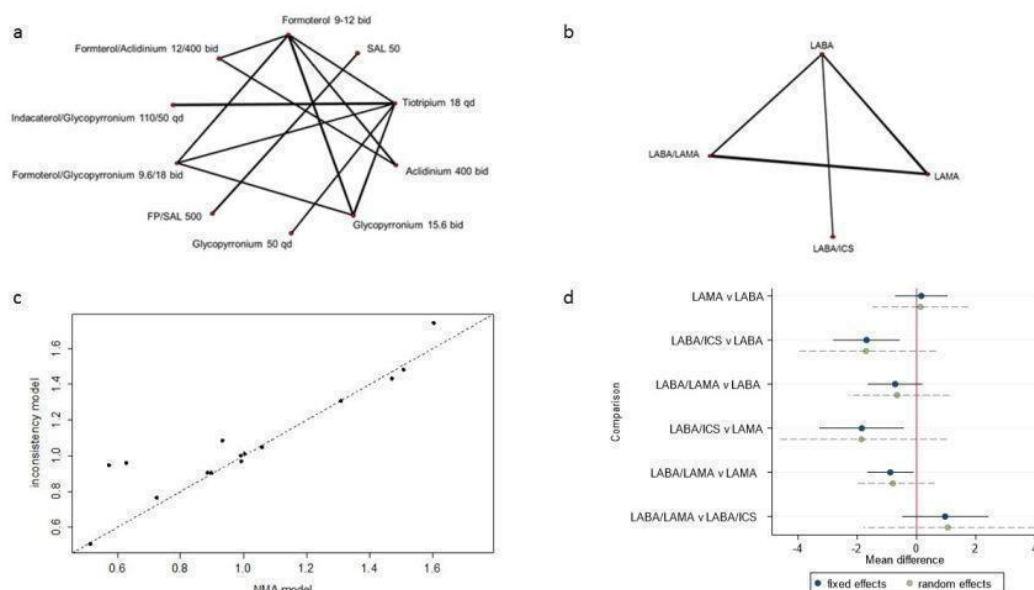 a
Formoterol 9-12 bid
SAL 50
Formterol/Aclidinium 12/400 bid
Tiotripium 18 qd
Indacaterol/Glycopyrronium 110/50 qd
Aclidinium 400 bid
Formoterol/Glycopyrronium 9.6/18 bid
FP/SAL 500
Glycopyrronium 15.6 bid
Glycopyrronium 50 qd
b
LABA
LABA/LAMA
LAMA
LABA/ICS
c
inconsistency model
1.6
1.4
1.2
1.0
0.8
0.6
0.6
0.8
1.0
1.2
1.4
1.6
NMA model
d
Comparison
LAMA v LABA
LABA/ICS v LABA
LABA/LAMA v LABA
LABA/ICS v LAMA
LABA/LAMA v LAMA
LABA/LAMA v LABA/ICS
-4
-2
0
2
4
Mean difference
fixed effects
random effects